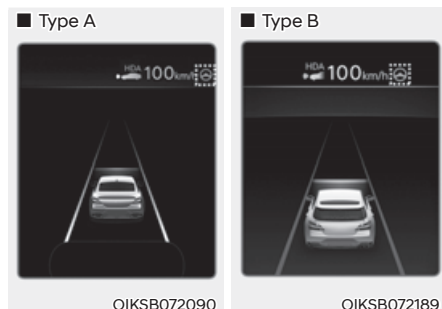 ■ Type A
HDA
100km/h
OIKSB072090
■ Type B
HDA
100km/h
OIKSB072189